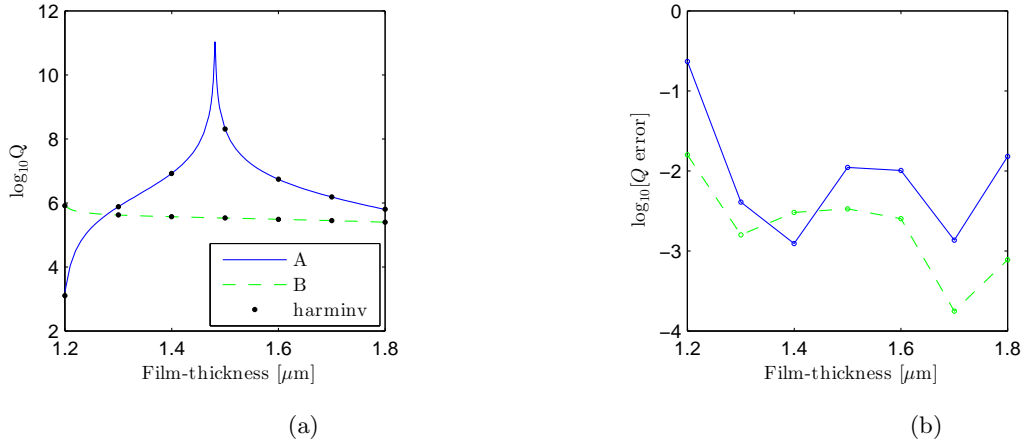 12
10
8
6
4
2
log₁₀Q
A
B
harminv
1.2 1.4 1.6 1.8
Film-thickness [μm]
(a)
0
−1
−2
−3
−4
log₁₀[Q error]
1.2 1.4 1.6 1.8
Film-thickness [μm]
(b)